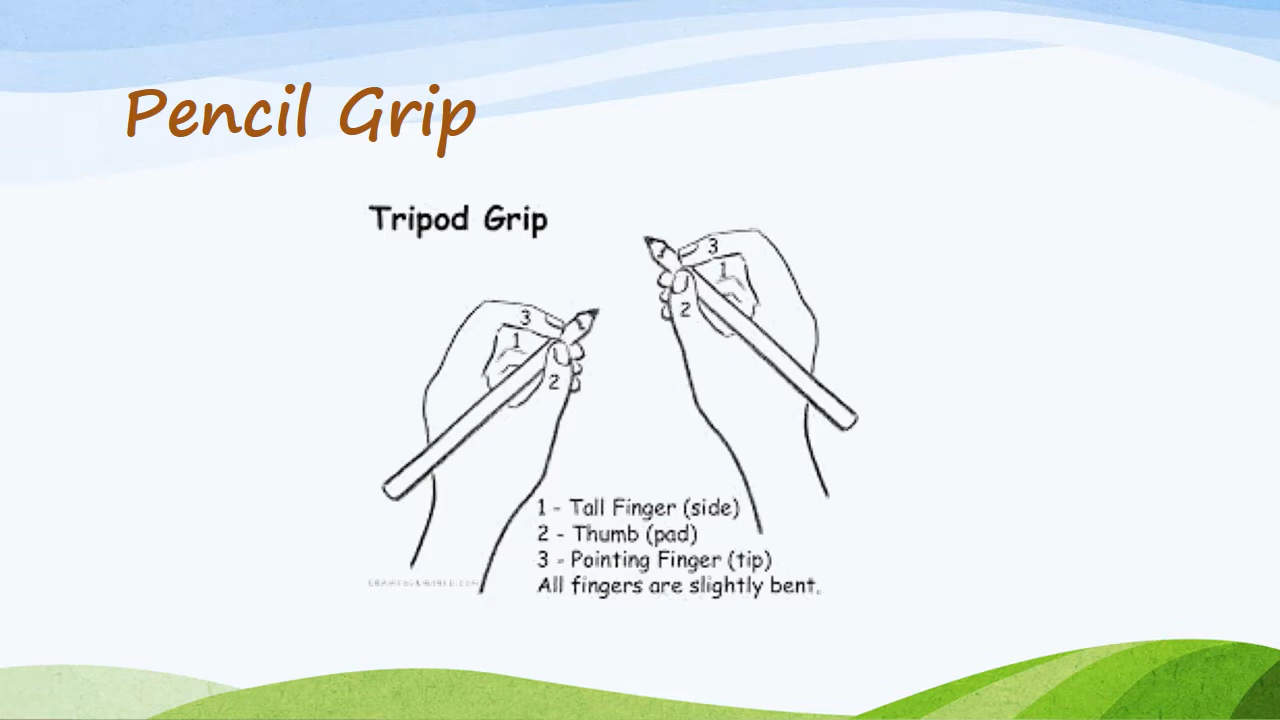 Pencil Grip
Tripod Grip
3
1
2
3
1
2
1 - Tall Finger (side)
2 - Thumb (pad)
3 - Pointing Finger (tip)
All fingers are slightly bent.